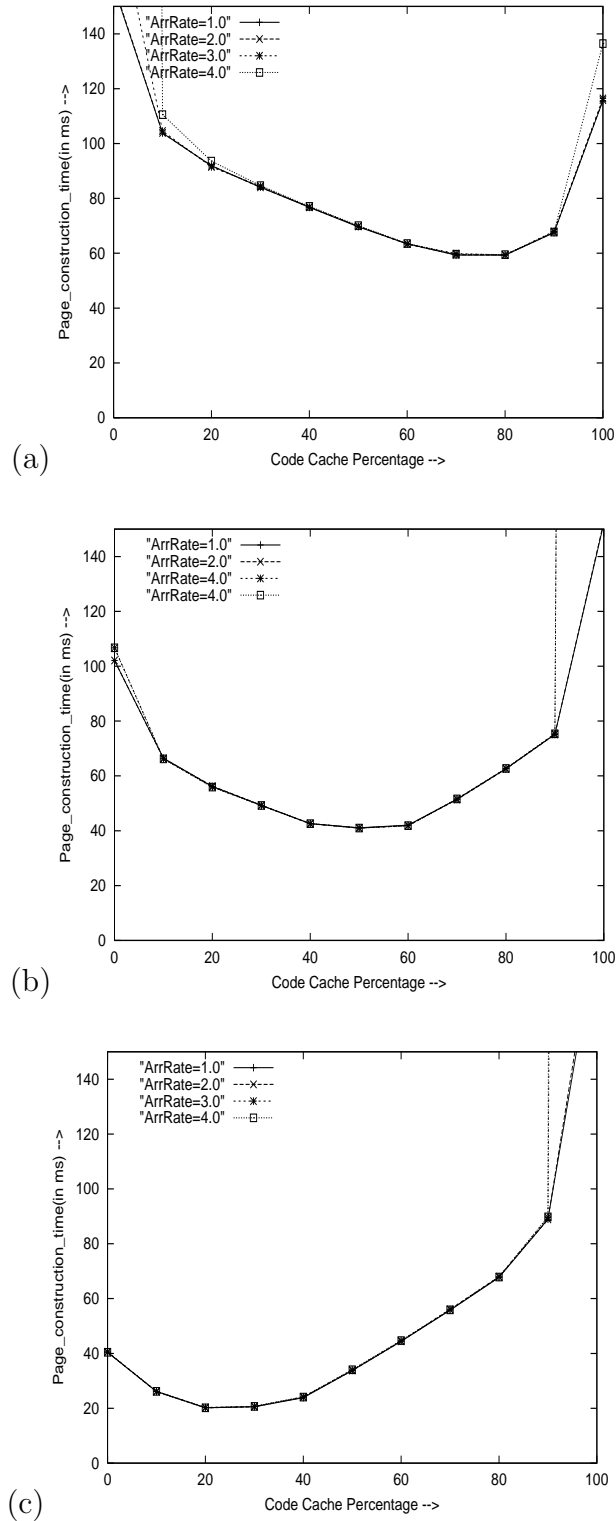 140
120
100
80
60
40
20
0
Page_construction_time(in ms) -->
"ArrRate=1.0"
"ArrRate=2.0"
"ArrRate=3.0"
"ArrRate=4.0"
0 20 40 60 80 100
Code Cache Percentage -->
(a)
140
120
100
80
60
40
20
0
Page_construction_time(in ms) -->
"ArrRate=1.0"
"ArrRate=2.0"
"ArrRate=4.0"
"ArrRate=4.0"
0 20 40 60 80 100
Code Cache Percentage -->
(b)
140
120
100
80
60
40
20
0
Page_construction_time(in ms) -->
"ArrRate=1.0"
"ArrRate=2.0"
"ArrRate=3.0"
"ArrRate=4.0"
0 20 40 60 80 100
Code Cache Percentage -->
(c)